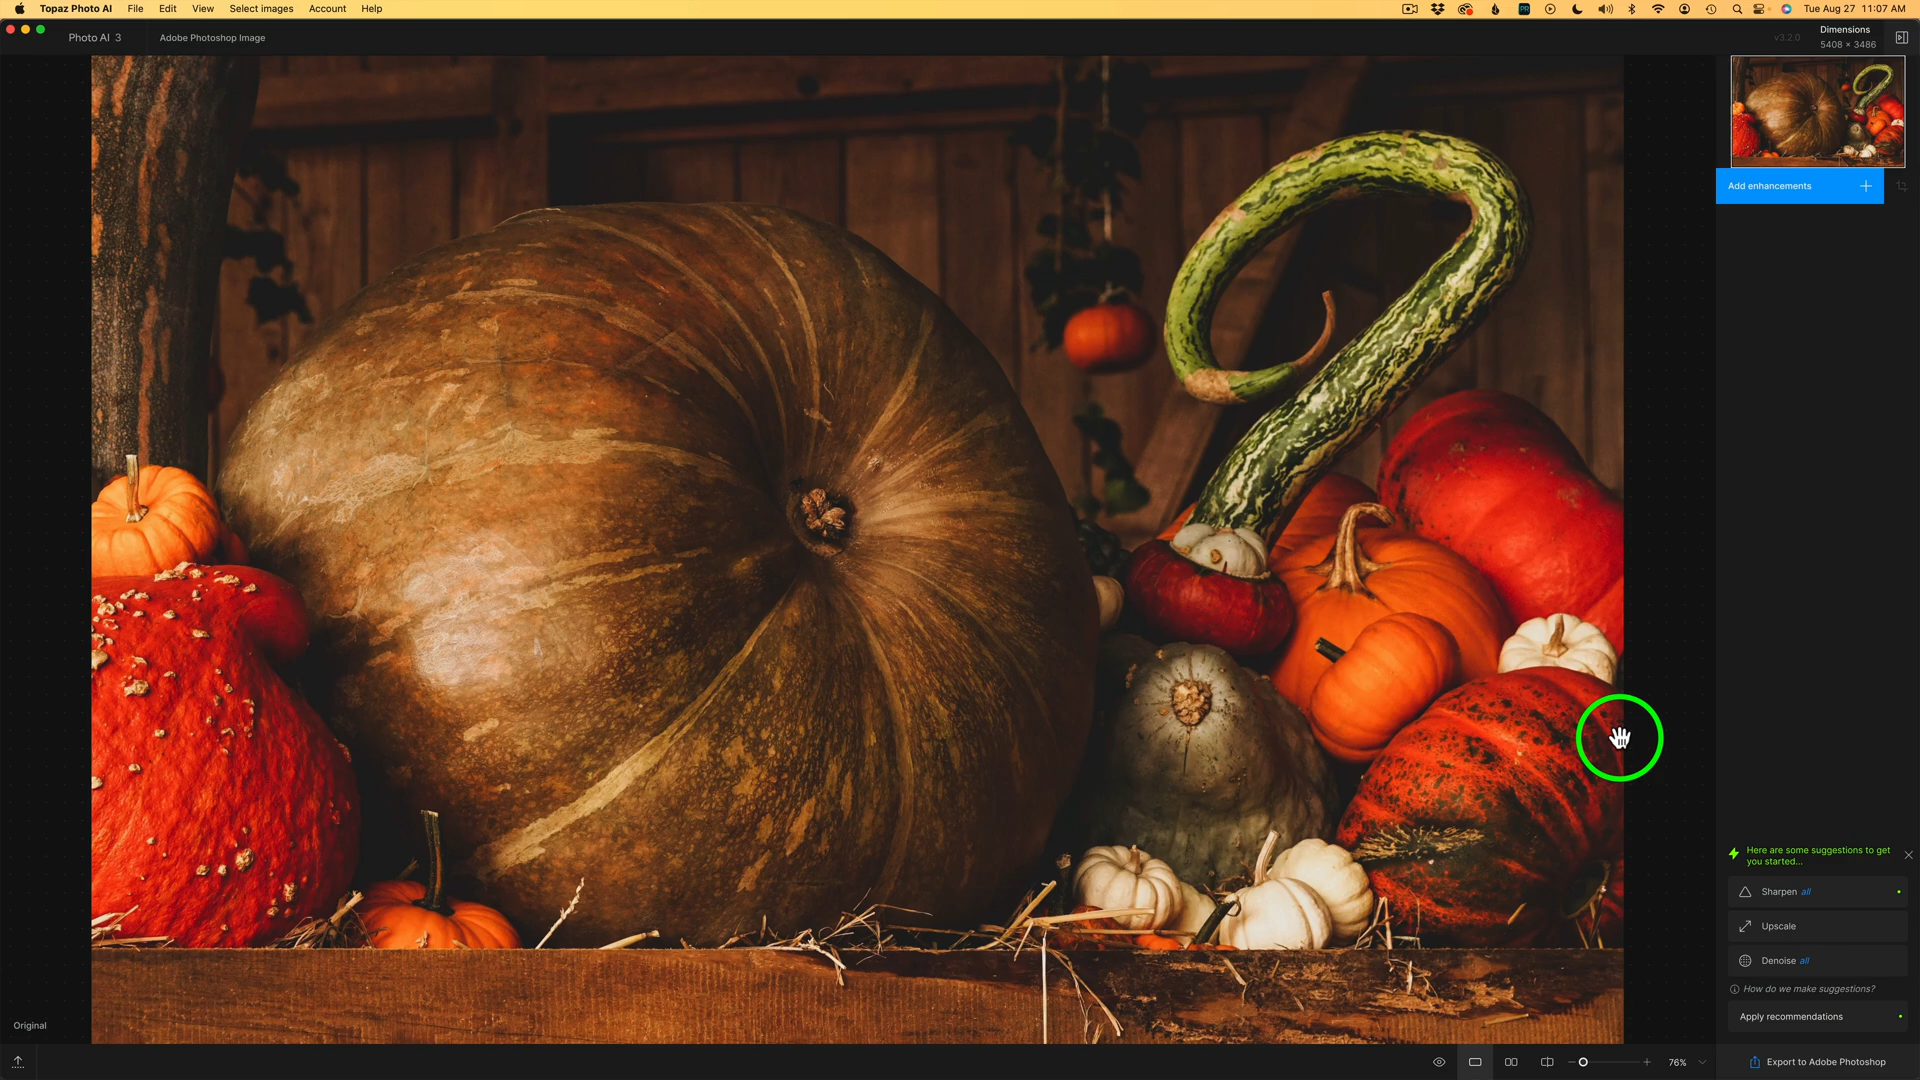 Topaz Photo AI File Edit View Select images Account Help Tue Aug 27 11:07 AM
Photo AI 3 Adobe Photoshop Image v3.2.0 Dimensions
5408 × 3486
Add enhancements
Here are some suggestions to get
you started...
Sharpen all
Upscale
Denoise all
How do we make suggestions?
Apply recommendations
Original
76%
Export to Adobe Photoshop